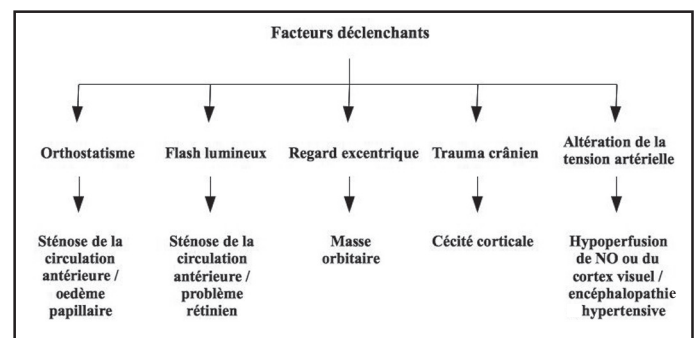 Facteurs déclenchants
Orthostatisme
Flash lumineux
Regard excentrique
Trauma crânien
Altération de la
tension artérielle
Sténose de la
circulation
antérieure /
oedème
papillaire
Sténose de la
circulation
antérieure /
problème
rétinien
Masse
orbitaire
Cécité corticale
Hypoperfusion
de NO ou du
cortex visuel /
encéphalopathie
hypertensive